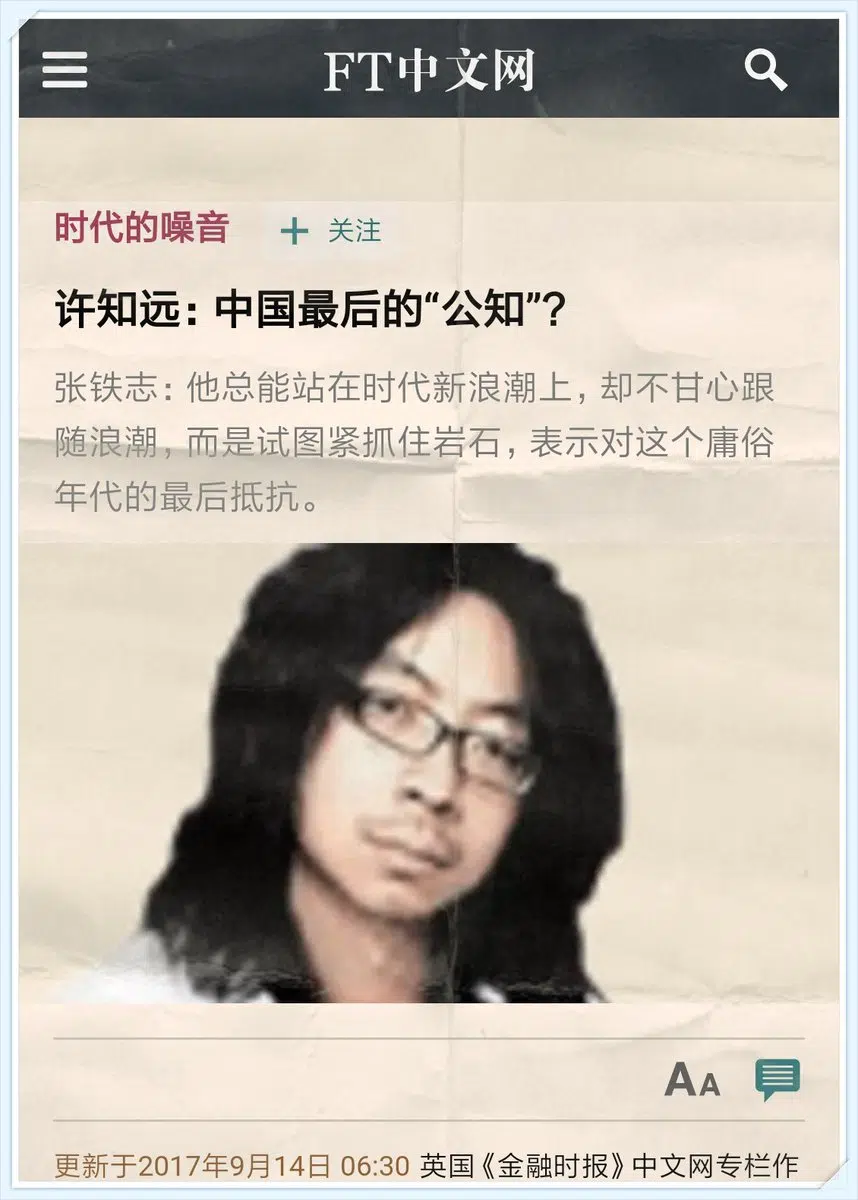 FT中文网
时代的噪音 + 关注
许知远：中国最后的“公知”？
张铁志：他总能站在时代新浪潮上，却不甘心跟
随浪潮，而是试图紧抓住岩石，表示对这个庸俗
年代的最后抵抗。
AA
更新于2017年9月14日 06:30 英国《金融时报》中文网专栏作